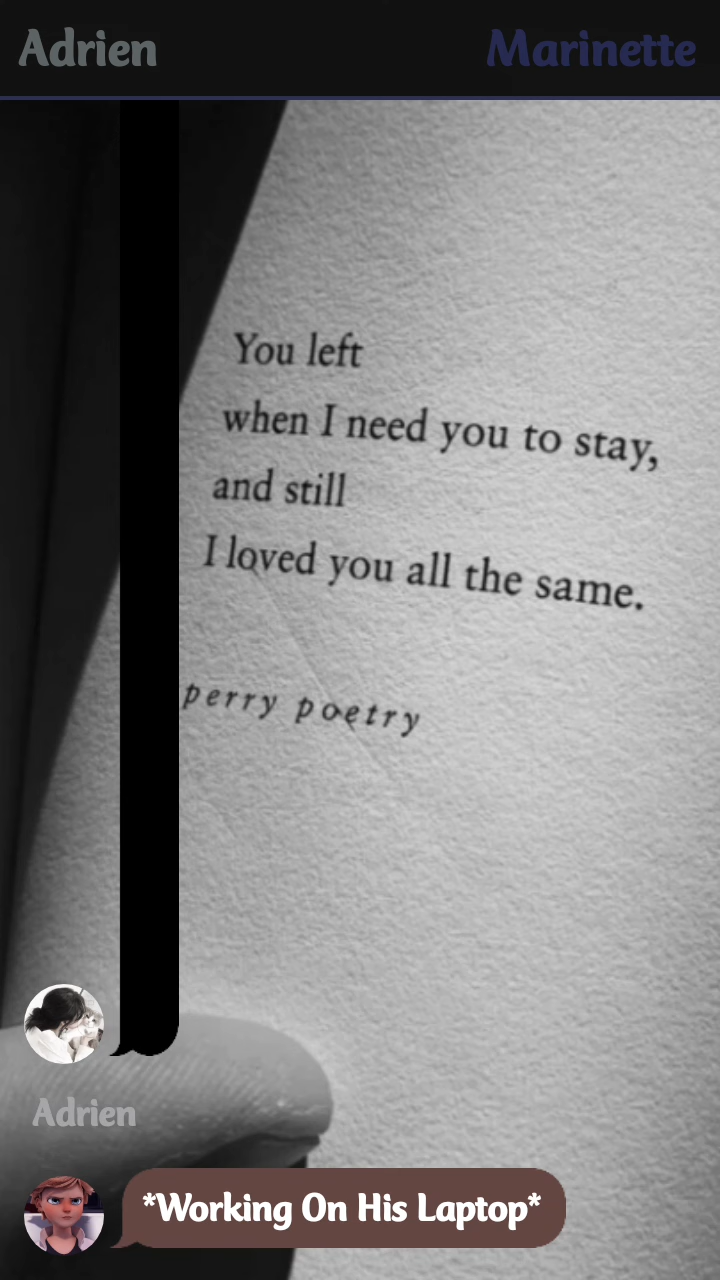 Adrien
Marinette
You left
when I need you to stay,
and still
I loved you all the same.
perry poetry
Adrien
*Working On His Laptop*